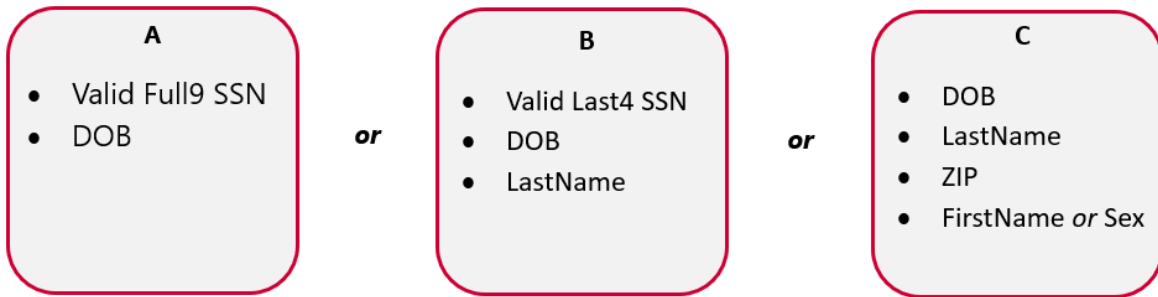 A
• Valid Full9 SSN
• DOB
or
B
• Valid Last4 SSN
• DOB
• LastName
or
C
• DOB
• LastName
• ZIP
• FirstName or Sex